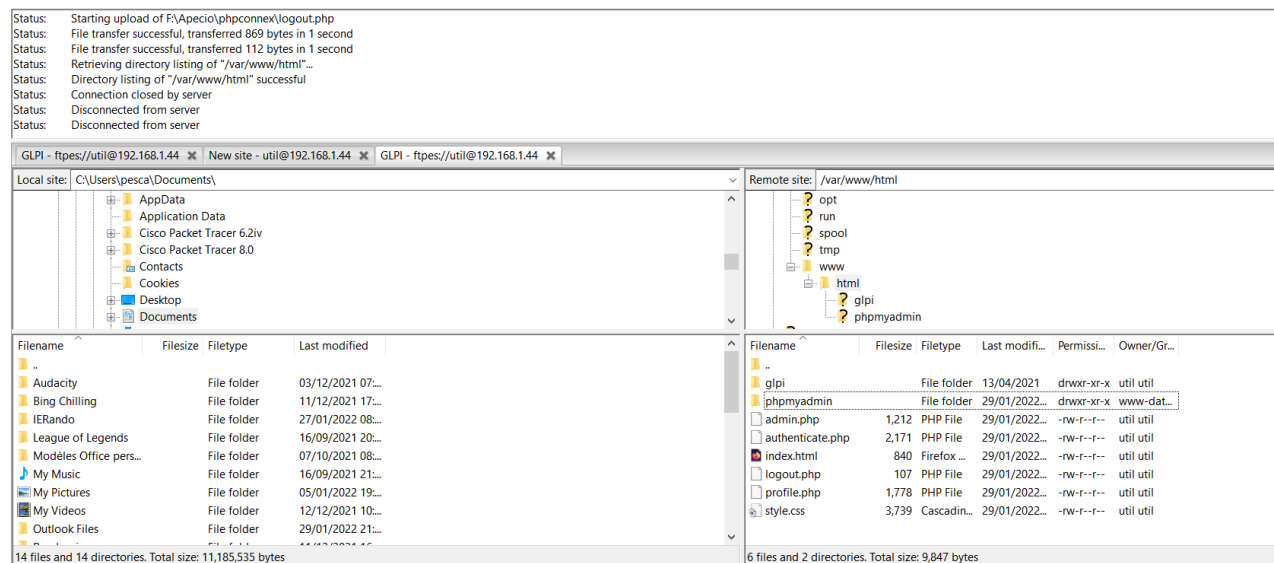 Status: Starting upload of F:\Apecio\phpconnex\logout.php
Status: File transfer successful, transferred 869 bytes in 1 second
Status: File transfer successful, transferred 112 bytes in 1 second
Status: Retrieving directory listing of "/var/www/html"...
Status: Directory listing of "/var/www/html" successful
Status: Connection closed by server
Status: Disconnected from server
Status: Disconnected from server
GLPI - ftpes://util@192.168.1.44 New site - util@192.168.1.44 GLPI - ftpes://util@192.168.1.44
Local site: C:\Users\pesca\Documents\
AppData
Application Data
Cisco Packet Tracer 6.2iv
Cisco Packet Tracer 8.0
Contacts
Cookies
Desktop
Documents
Filename Filesize Filetype Last modified
..
Audacity File folder 03/12/2021 07:...
Bing Chilling File folder 11/12/2021 17:...
IERando File folder 27/01/2022 08:...
League of Legends File folder 16/09/2021 20:...
Modèles Office pers... File folder 07/10/2021 08:...
My Music File folder 16/09/2021 21:...
My Pictures File folder 05/01/2022 19:...
My Videos File folder 12/12/2021 10:...
Outlook Files File folder 29/01/2022 21:...
14 files and 14 directories. Total size: 11,185,535 bytes
Remote site: /var/www/html
opt
run
spool
tmp
www
html
glpi
phpmyadmin
Filename Filesize Filetype Last modifi... Permissi... Owner/Gr...
..
glpi File folder 13/04/2021 drwxr-xr-x util util
phpmyadmin File folder 29/01/2022... drwxr-xr-x www-dat...
admin.php 1,212 PHP File 29/01/2022... -rw-r--r-- util util
authenticate.php 2,171 PHP File 29/01/2022... -rw-r--r-- util util
index.html 840 Firefox ... 29/01/2022... -rw-r--r-- util util
logout.php 107 PHP File 29/01/2022... -rw-r--r-- util util
profile.php 1,778 PHP File 29/01/2022... -rw-r--r-- util util
style.css 3,739 Cascadin... 29/01/2022... -rw-r--r-- util util
6 files and 2 directories. Total size: 9,847 bytes